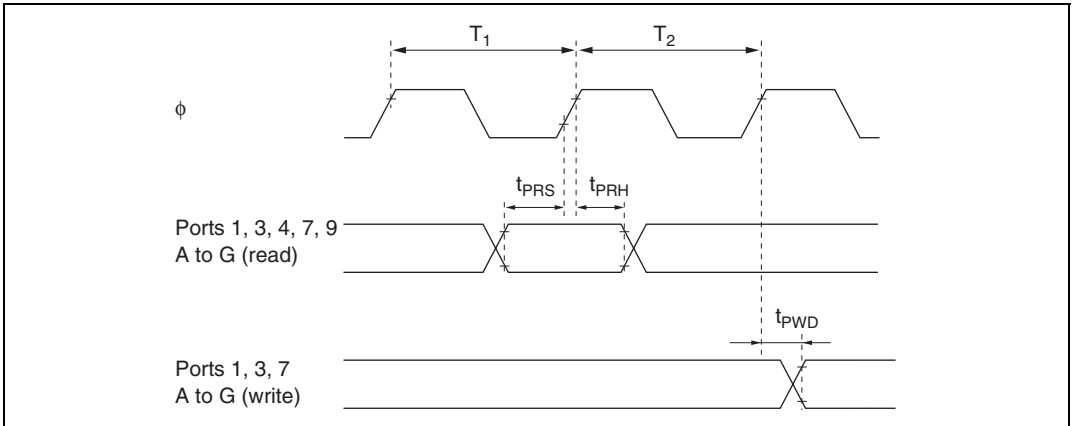 T1 T2
ϕ
tPRS tPRH
Ports 1, 3, 4, 7, 9
A to G (read)
tPWD
Ports 1, 3, 7
A to G (write)